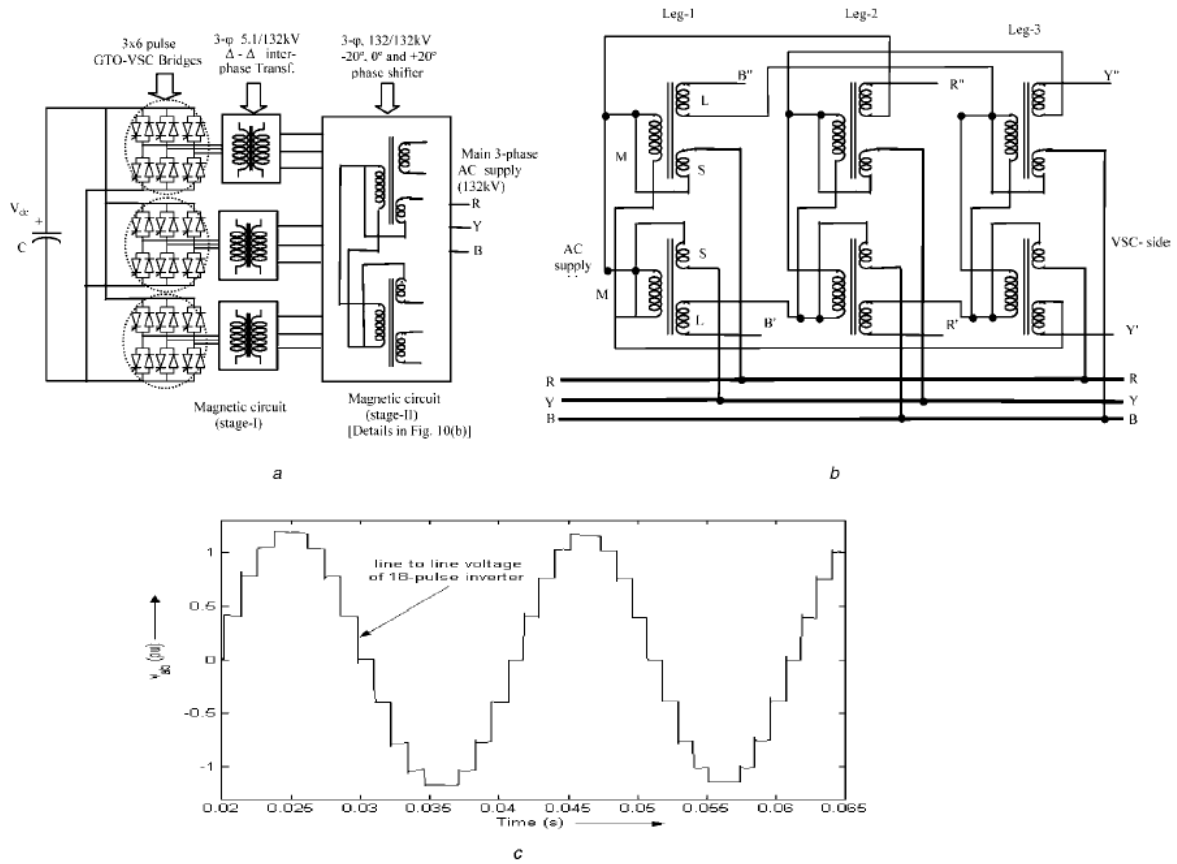 3x6 pulse
GTO-VSC Bridges
3-φ 5.1/132kV
Δ - Δ inter-
phase Transf.
3-φ, 132/132kV
-20°, 0° and +20°
phase shifter
V_dc
+
C
Main 3-phase
AC supply
(132kV)
R
Y
B
Magnetic circuit
(stage-I)
Magnetic circuit
(stage-II)
[Details in Fig. 10(b)]
a
Leg-1
Leg-2
Leg-3
B"
R"
Y"
L
M
S
AC
supply
S
VSC- side
M
L
B'
R'
Y'
R
R
Y
Y
B
B
b
line to line voltage
of 18-pulse inverter
v_ab (pu)
1
0.5
0
-0.5
-1
0.02
0.025
0.03
0.035
0.04
0.045
0.05
0.055
0.06
0.065
Time (s)
c